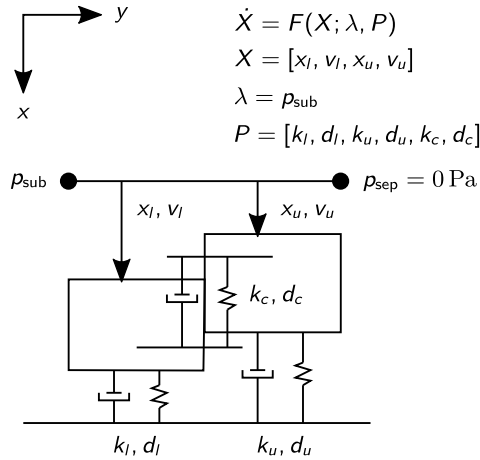 y
x
Ẋ = F(X; λ, P)
X = [x_l, v_l, x_u, v_u]
λ = p_sub
P = [k_l, d_l, k_u, d_u, k_c, d_c]
p_sub
p_sep = 0 Pa
x_l, v_l
x_u, v_u
k_c, d_c
k_l, d_l
k_u, d_u